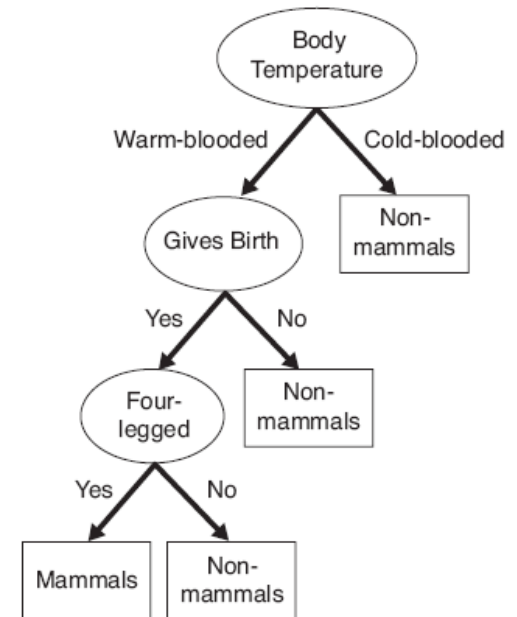 Body
Temperature
Warm-blooded
Cold-blooded
Gives Birth
Non-
mammals
Yes
No
Four-
legged
Non-
mammals
Yes
No
Mammals
Non-
mammals